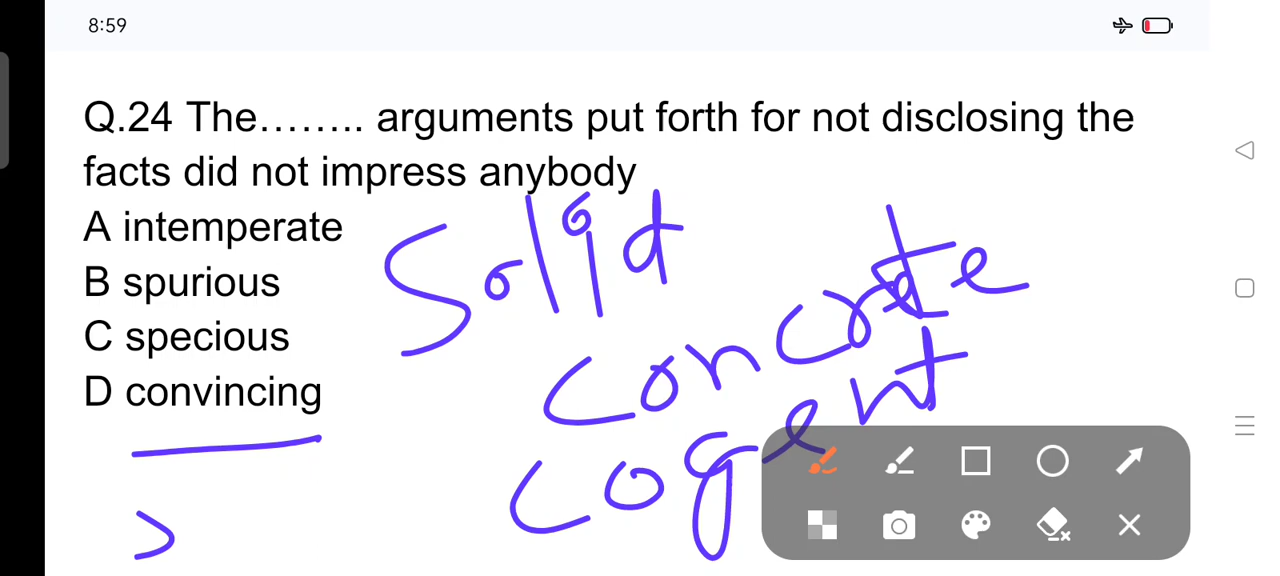 8:59
Q.24 The…….. arguments put forth for not disclosing the
facts did not impress anybody
A intemperate
B spurious
C specious
D convincing
Solid
concrete
cogent